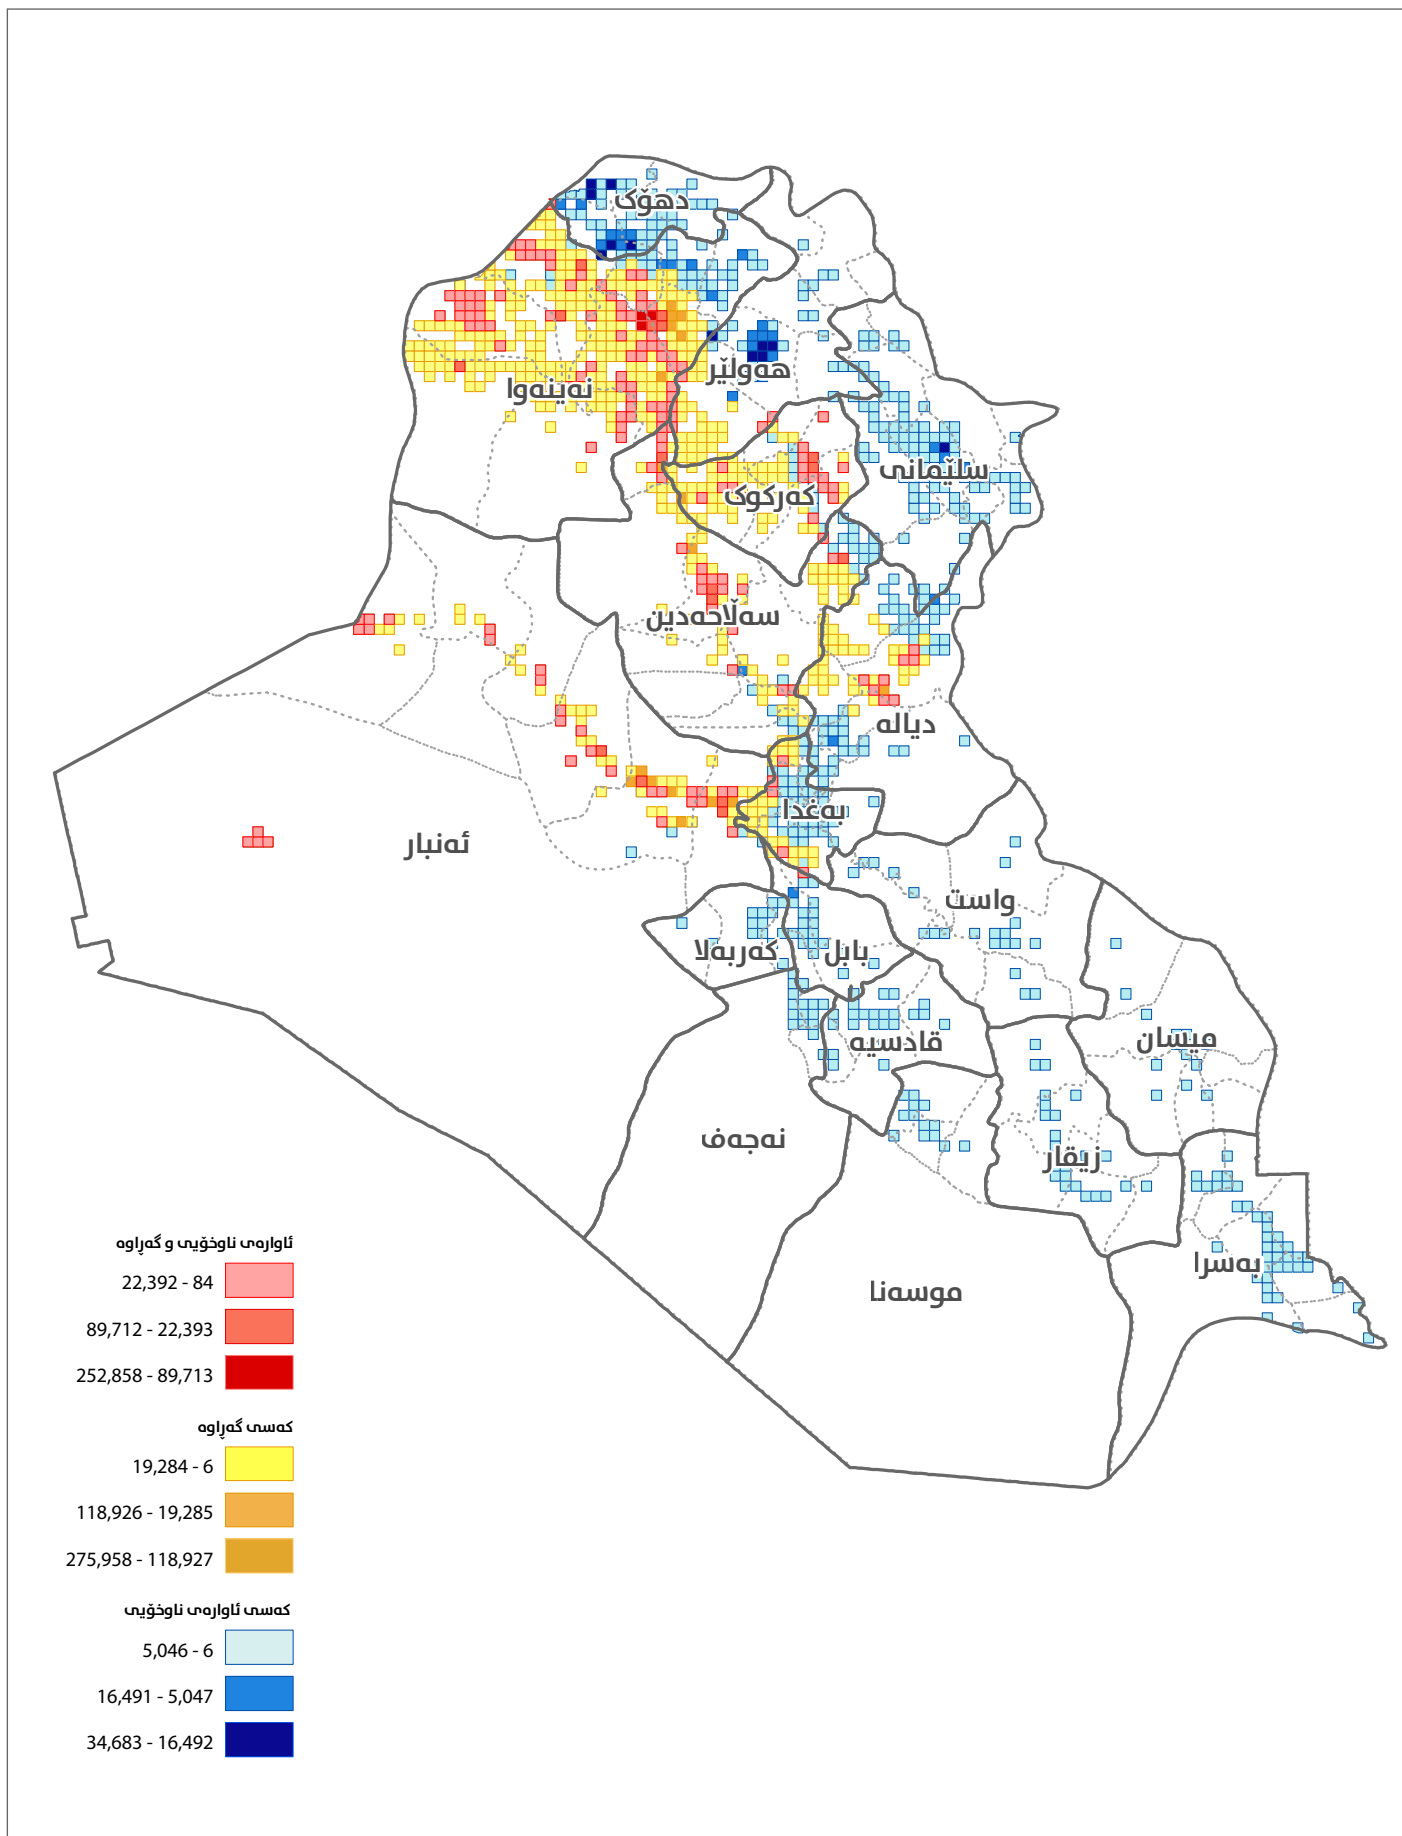 دهۆک
هەولێر
نەینەوا
سلێمانی
کەرکوک
سەڵاحەدین
دیالە
بەغدا
ئەنبار
واست
بابل
کەربەلا
قادسیە
میسان
نەجەف
زیقار
بەسرا
موسەنا
ئاوارەی ناوخۆیی و گەڕاوە
22,392 - 84
89,712 - 22,393
252,858 - 89,713
کەسی گەڕاوە
19,284 - 6
118,926 - 19,285
275,958 - 118,927
کەسی ئاوارەی ناوخۆیی
5,046 - 6
16,491 - 5,047
34,683 - 16,492